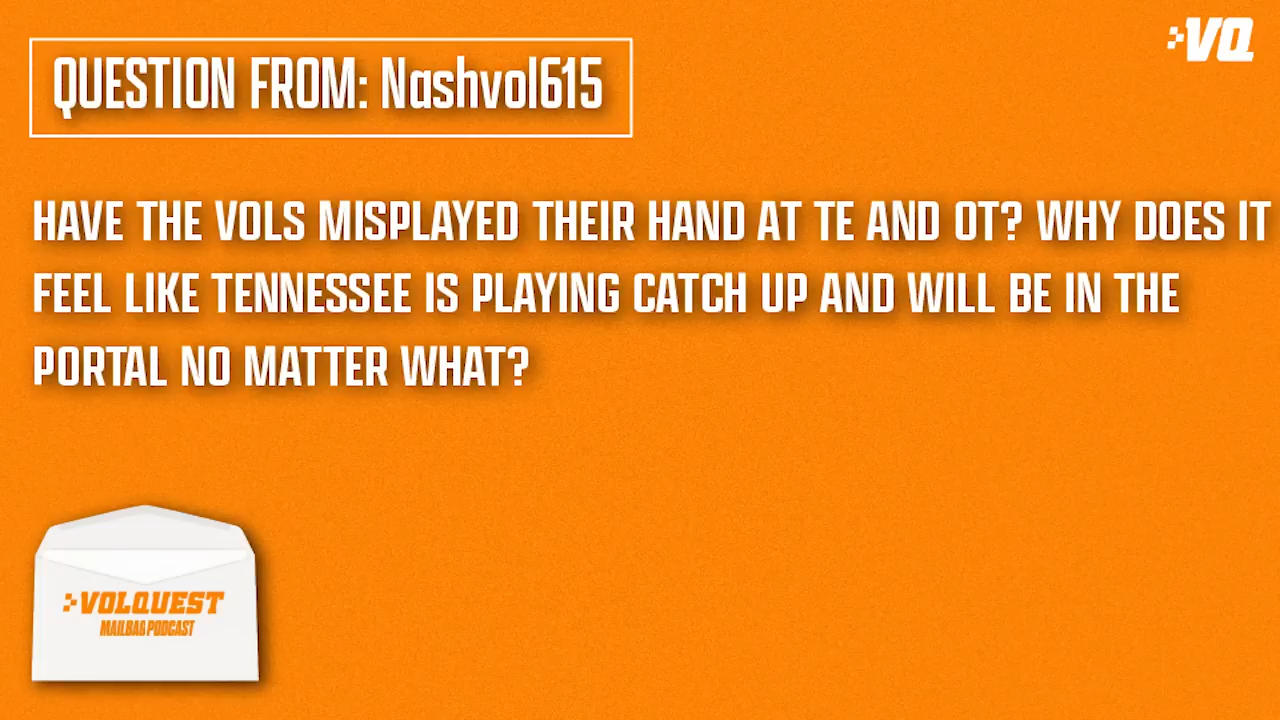 :VQ
QUESTION FROM: Nashvol615
HAVE THE VOLS MISPLAYED THEIR HAND AT TE AND OT? WHY DOES IT
FEEL LIKE TENNESSEE IS PLAYING CATCH UP AND WILL BE IN THE
PORTAL NO MATTER WHAT?
VOLQUEST
MAILBAG PODCAST